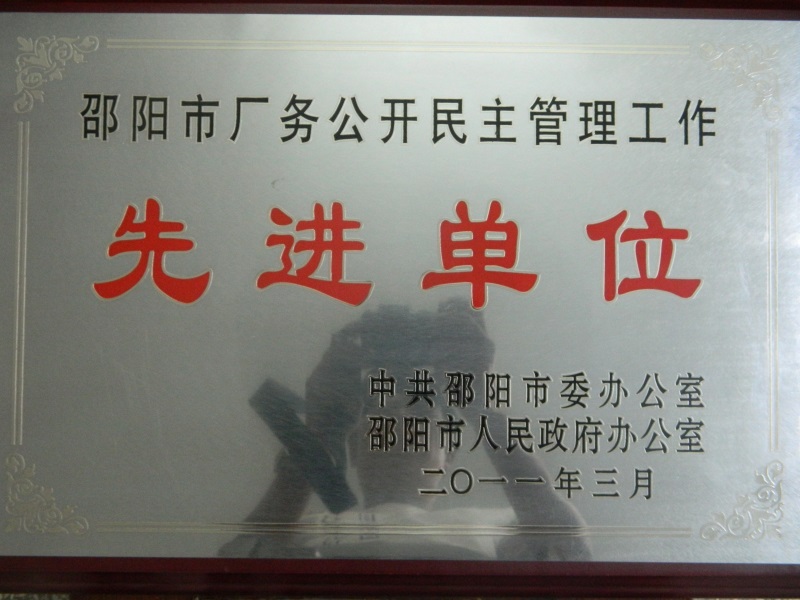 邵阳市厂务公开民主管理工作
先进单位
中共邵阳市委办公室
邵阳市人民政府办公室
二〇一一年三月